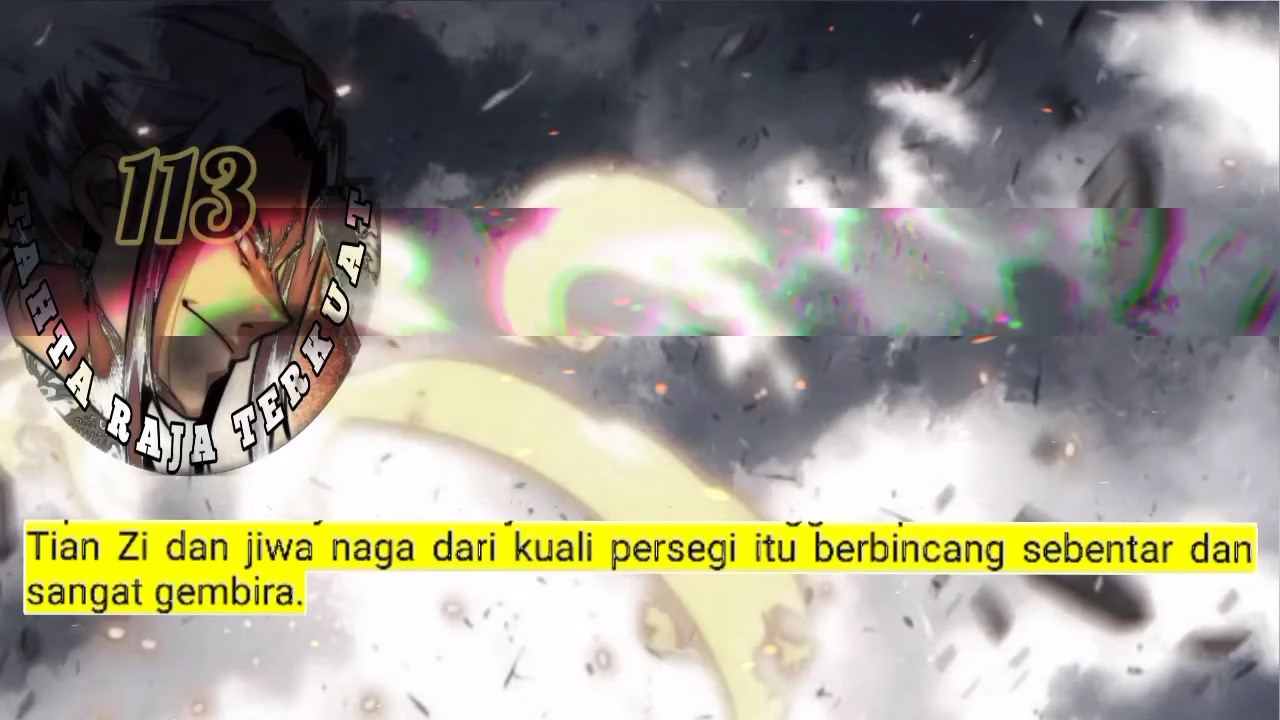 113
TAHTA RAJA TERKUAT
Tian Zi dan jiwa naga dari kuali persegi itu berbincang sebentar dan
sangat gembira.